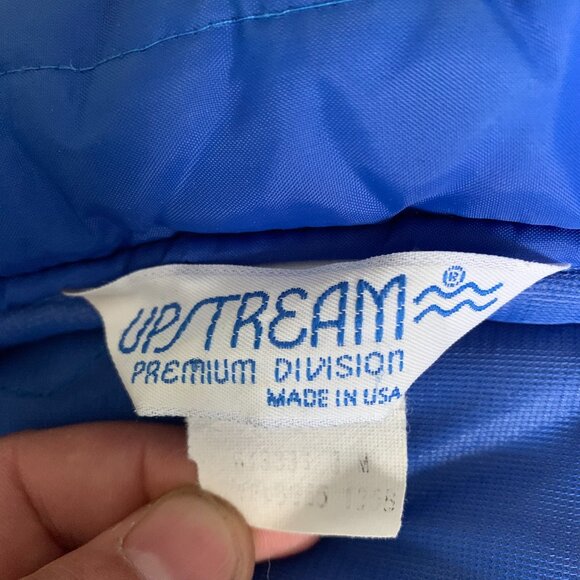 UPSTREAM ®
PREMIUM DIVISION
MADE IN USA
M